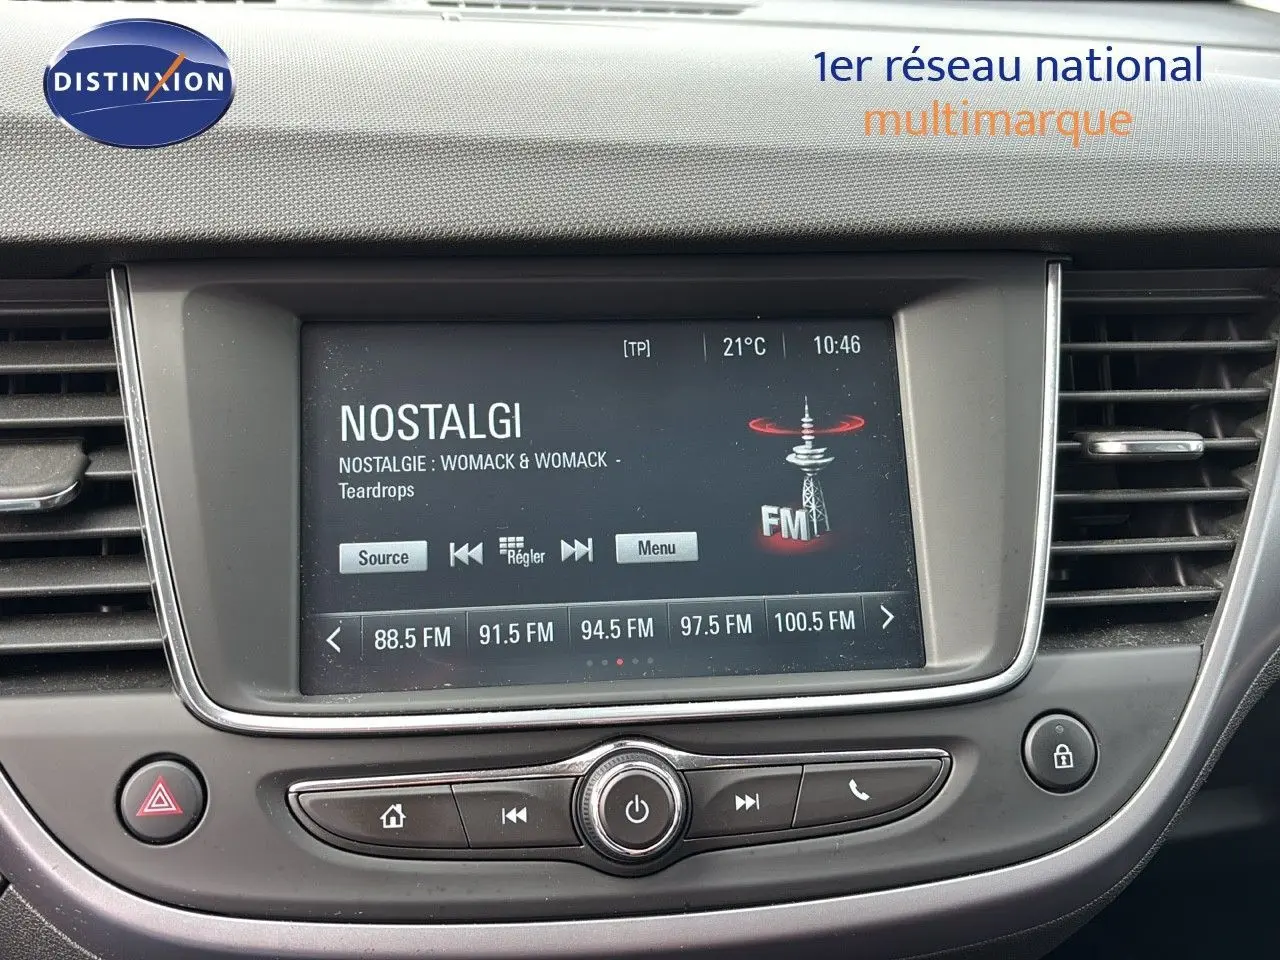 DISTINXION
1er réseau national
multimarque
[TP] 21°C 10:46
NOSTALGI
NOSTALGIE : WOMACK & WOMACK -
Teardrops
FM
Source Régler Menu
88.5 FM 91.5 FM 94.5 FM 97.5 FM 100.5 FM